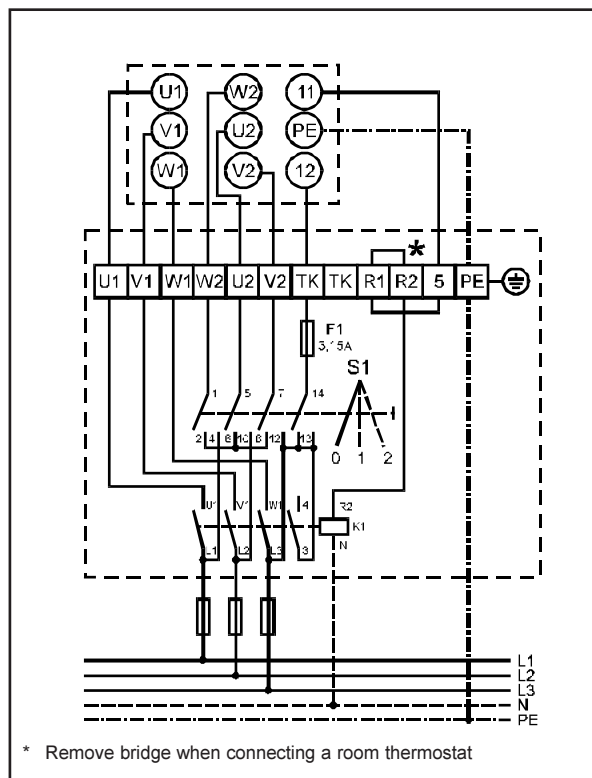 U1 W2 11
V1 U2 PE
W1 V2 12
*
U1 V1 W1 W2 U2 V2 TK TK R1 R2 5 PE
F1
3,15A
S1
1 5 7 14
2 4 6 10 8 12 13
0 1 2
U1 V1 W1 4 R2
K1
N
L1 L2 L3 3
L1
L2
L3
N
PE
* Remove bridge when connecting a room thermostat